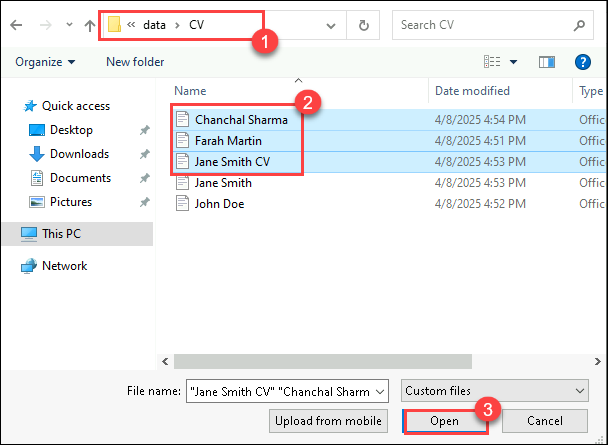 data > CV
Search CV
1
Organize
New folder
?
Name
Date modified
Type
2
Quick access
Desktop
Downloads
Documents
Pictures
This PC
Network
Chanchal Sharma 4/8/2025 4:54 PM Offic
Farah Martin 4/8/2025 4:51 PM Offic
Jane Smith CV 4/8/2025 4:53 PM Offic
Jane Smith 4/8/2025 4:53 PM Offic
John Doe 4/8/2025 4:52 PM Offic
File name: "Jane Smith CV" "Chanchal Sharm
Custom files
3
Upload from mobile
Open
Cancel